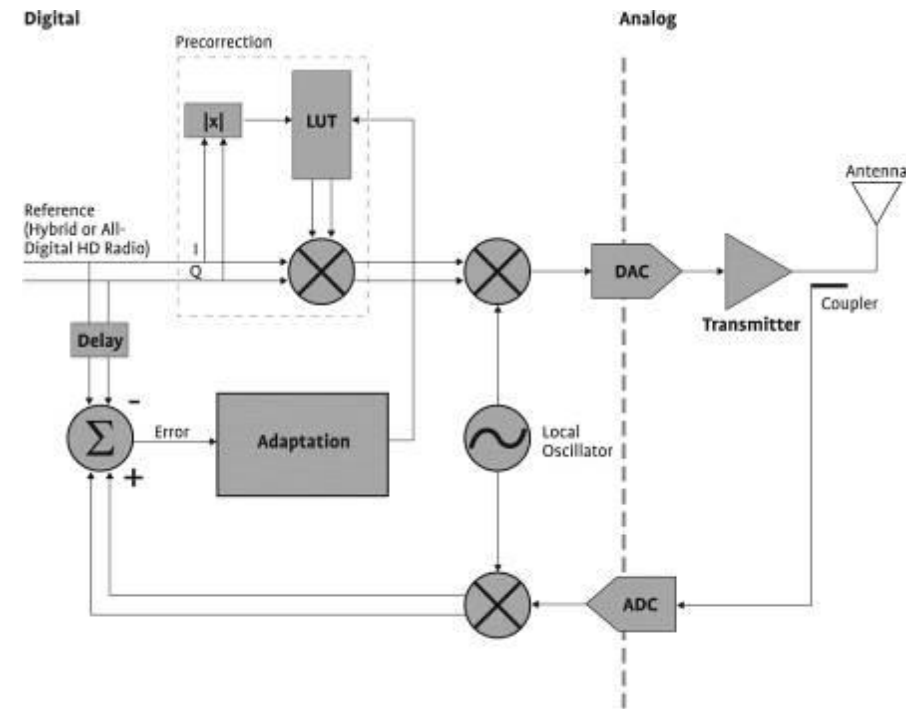 Digital
Analog
Precorrection
|x|
LUT
Antenna
Reference
(Hybrid or All-
Digital HD Radio)
I
Q
DAC
Coupler
Transmitter
Delay
-
Σ
+
Error
Adaptation
Local
Oscillator
ADC